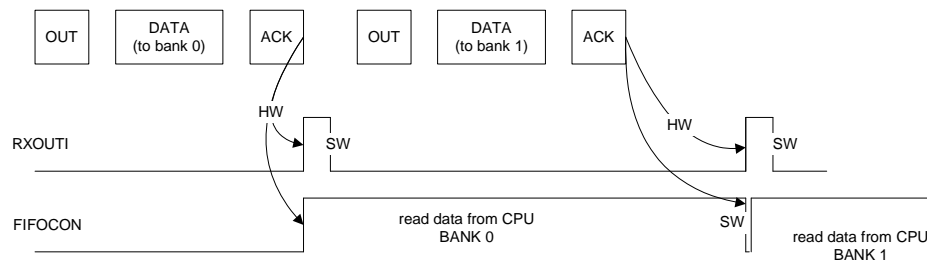 OUT
DATA
(to bank 0)
ACK
OUT
DATA
(to bank 1)
ACK
HW
HW
RXOUTI
SW
SW
FIFOCON
read data from CPU
BANK 0
SW
read data from CPU
BANK 1